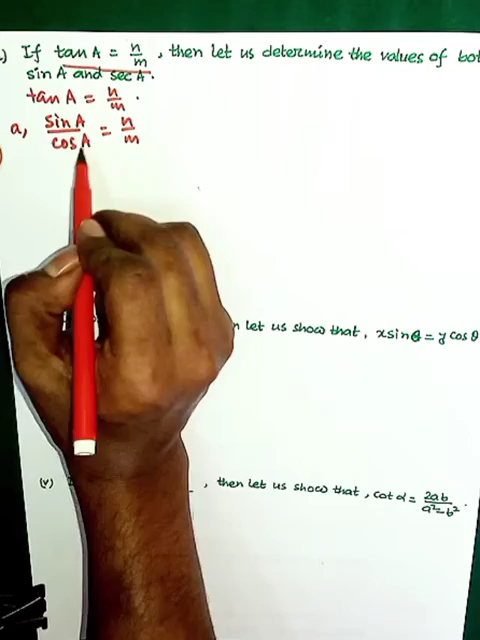 ) If tan A = n/m , then let us determine the values of bot
sin A and sec A.
tan A = n/m .
a, sin A / cos A = n/m
n let us show that, x sin θ = y cos θ
(v) , then let us show that, cot α = 2ab / a² - b² .